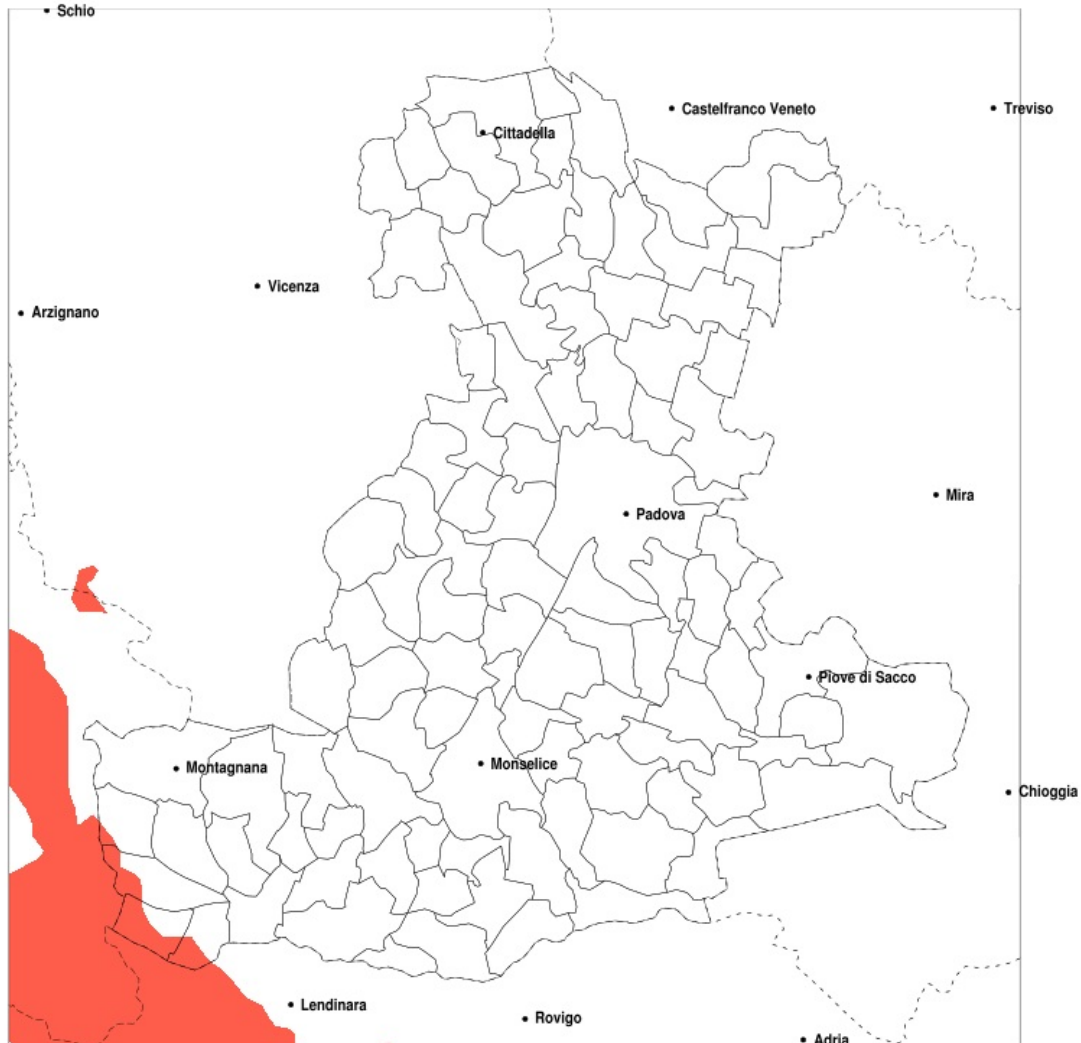 Schio
Castelfranco Veneto
Treviso
Cittadella
Vicenza
Arzignano
Mira
Padova
Piove di Sacco
Montagnana
Monselice
Chioggia
Lendinara
Rovigo
Adria